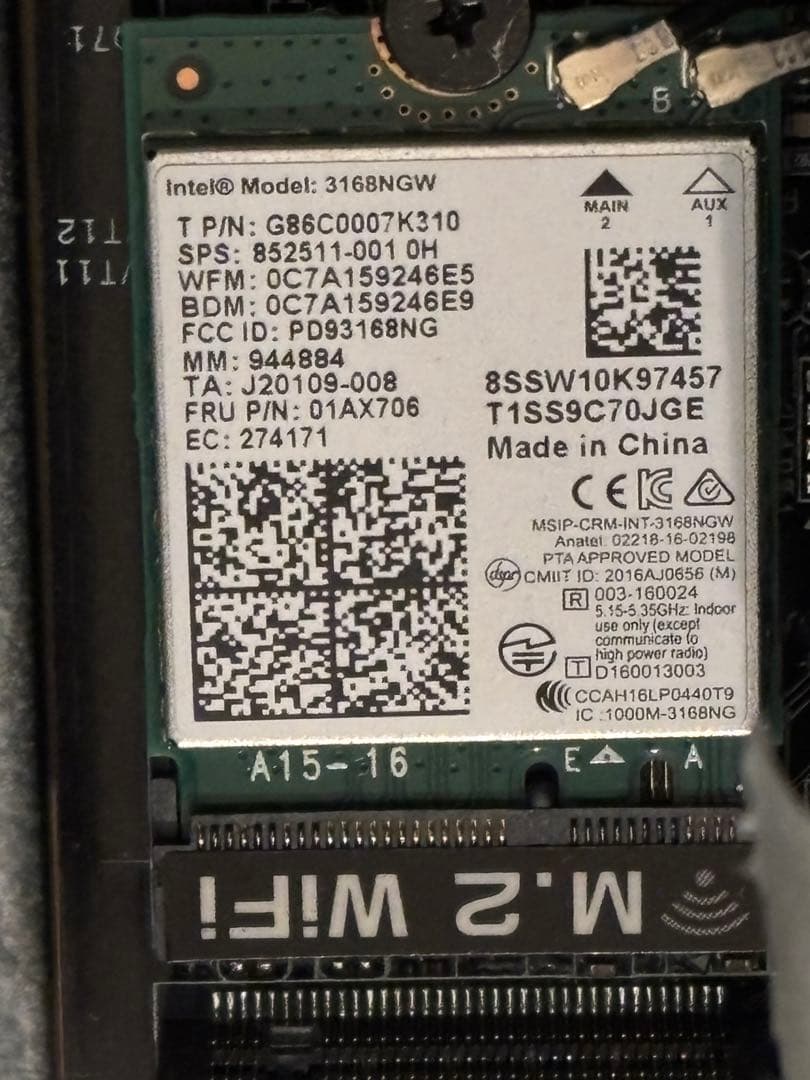 Intel® Model: 3168NGW
T P/N: G86C0007K310
SPS: 852511-001 0H
WFM: 0C7A159246E5
BDM: 0C7A159246E9
FCC ID: PD93168NG
MM: 944884
TA: J20109-008
FRU P/N: 01AX706
EC: 274171
MAIN
2
AUX
1
8SSW10K97457
T1SS9C70JGE
Made in China
CE
MSIP-CRM-INT-3168NGW
Anatel: 02218-16-02198
PTA APPROVED MODEL
CMIIT ID: 2016AJ0656 (M)
R 003-160024
5.15-5.35GHz: Indoor
use only (except
communicate to
high power radio)
T D160013003
CCAH16LP0440T9
IC :1000M-3168NG
B
A15-16
E
A
M.2 WiFi
VT11